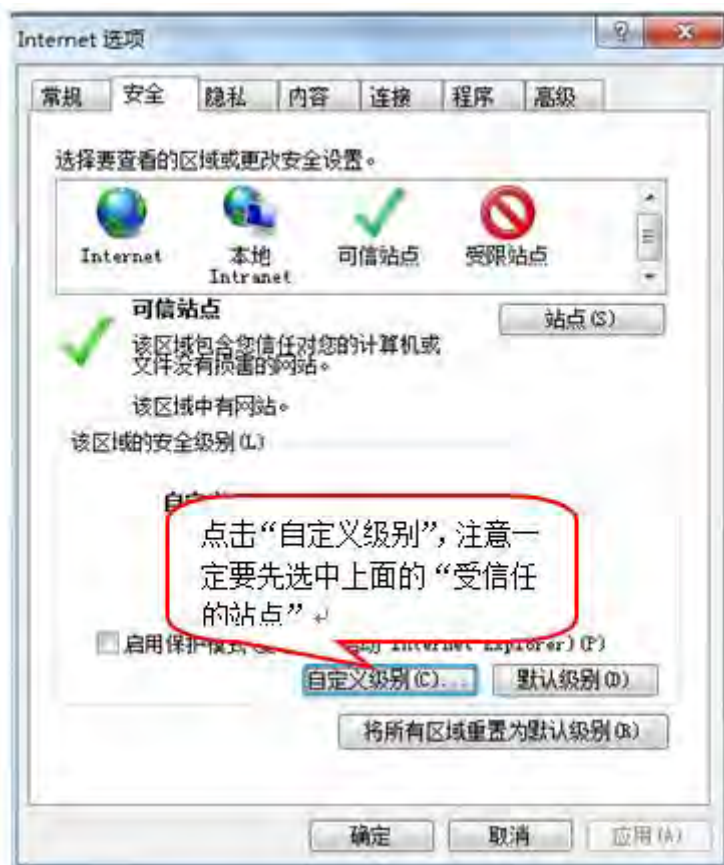 Internet 选项
常规 安全 隐私 内容 连接 程序 高级
选择要查看的区域或更改安全设置。
Internet 本地 Intranet 可信站点 受限站点
可信站点
站点(S)
该区域包含您信任对您的计算机或
文件没有损害的网站。
该区域中有网站。
该区域的安全级别(L)
点击“自定义级别”，注意一
定要先选中上面的“受信任
的站点”
启用保护模式 Internet Explorer)(P)
自定义级别(C)... 默认级别(D)
将所有区域重置为默认级别(R)
确定 取消 应用(A)